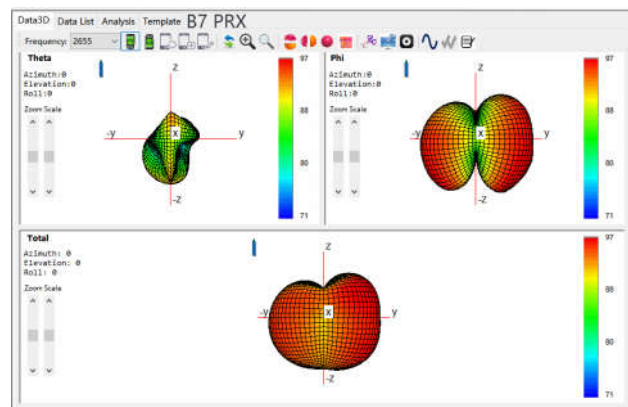 Data3D Data List Analysis Template B7 PRX
Frequency: 2655
Theta
Azimuth:0
Elevation:0
Roll:0
Zoom Scale
z
-y
x
y
-z
97
88
80
71
Phi
Azimuth:0
Elevation:0
Roll:0
Zoom Scale
z
-y
x
y
-z
97
88
80
71
Total
Azimuth: 0
Elevation: 0
Roll: 0
Zoom Scale
z
-y
x
y
-z
97
88
80
71